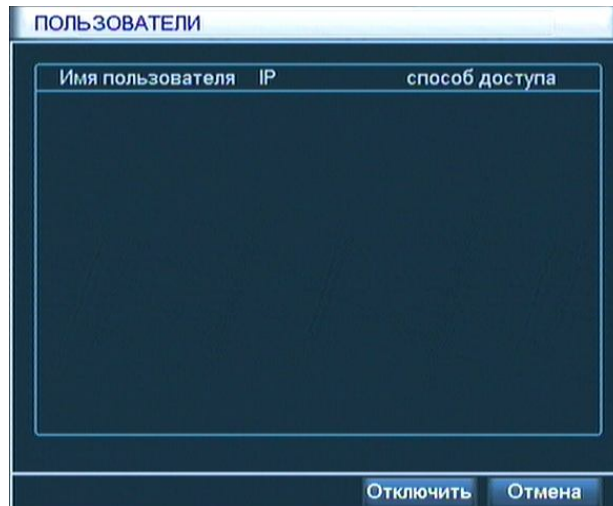 ПОЛЬЗОВАТЕЛИ
Имя пользователя IP способ доступа
Отключить Отмена